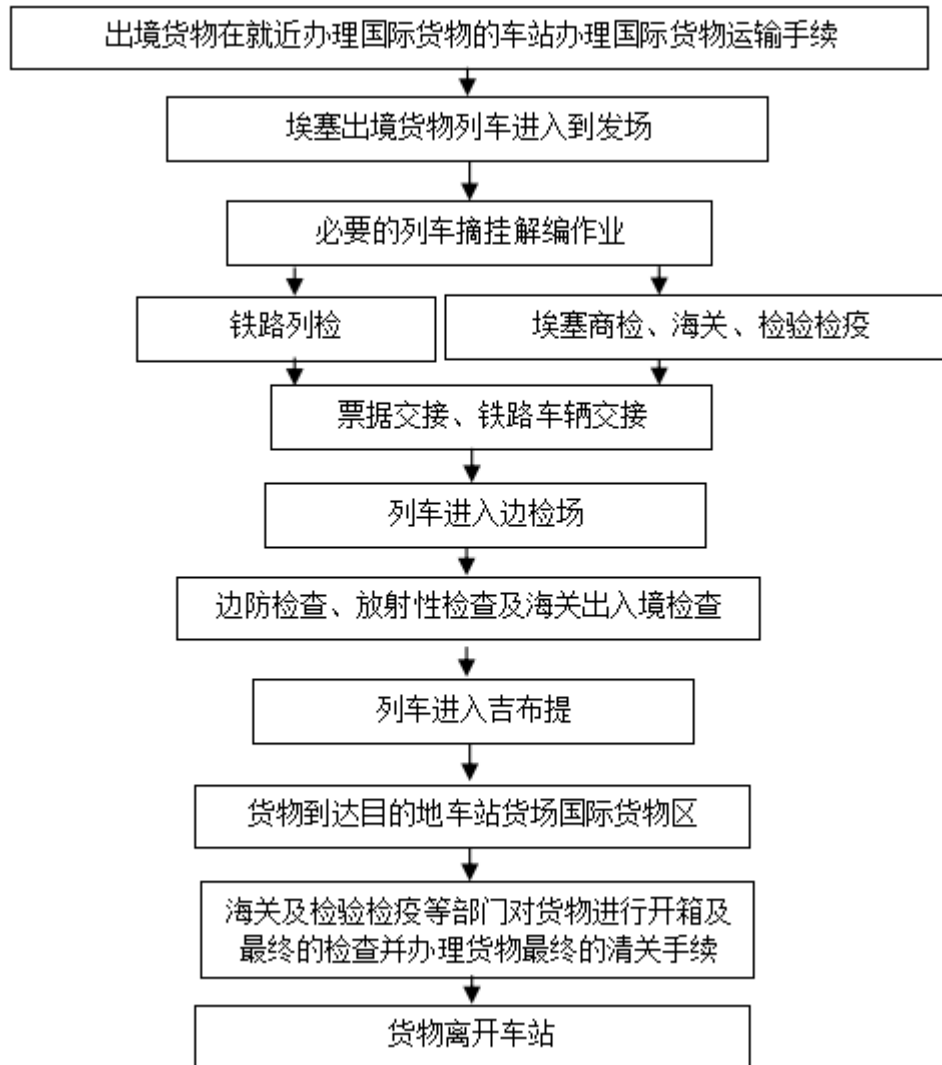 出境货物在就近办理国际货物的车站办理国际货物运输手续
埃塞出境货物列车进入到发场
必要的列车摘挂解编作业
铁路列检
埃塞商检、海关、检验检疫
票据交接、铁路车辆交接
列车进入边检场
边防检查、放射性检查及海关出入境检查
列车进入吉布提
货物到达目的地车站货场国际货物区
海关及检验检疫等部门对货物进行开箱及
最终的检查并办理货物最终的清关手续
货物离开车站